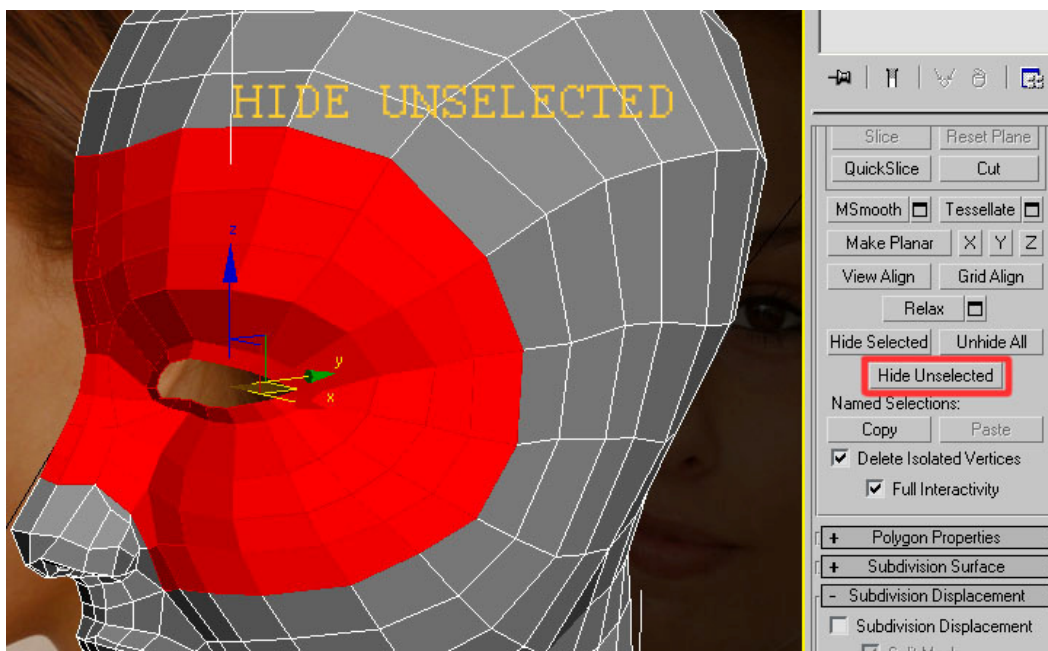 HIDE UNSELECTED
z
y
x
Slice Reset Plane
QuickSlice Cut
MSmooth Tessellate
Make Planar X Y Z
View Align Grid Align
Relax
Hide Selected Unhide All
Hide Unselected
Named Selections:
Copy Paste
Delete Isolated Vertices
Full Interactivity
+ Polygon Properties
+ Subdivision Surface
- Subdivision Displacement
Subdivision Displacement